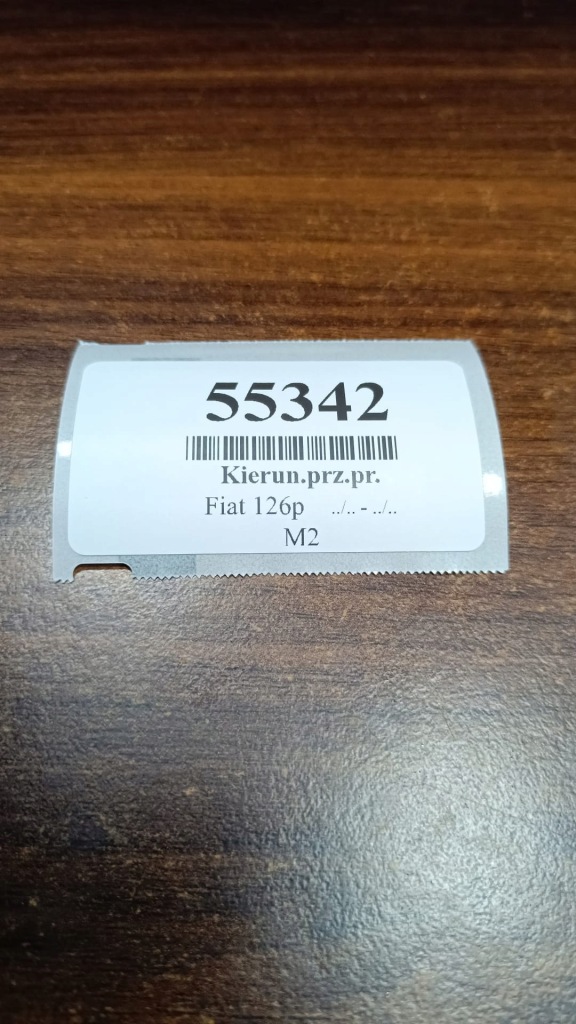 55342
Kierun.prz.pr.
Fiat 126p ../.. - ../..
M2